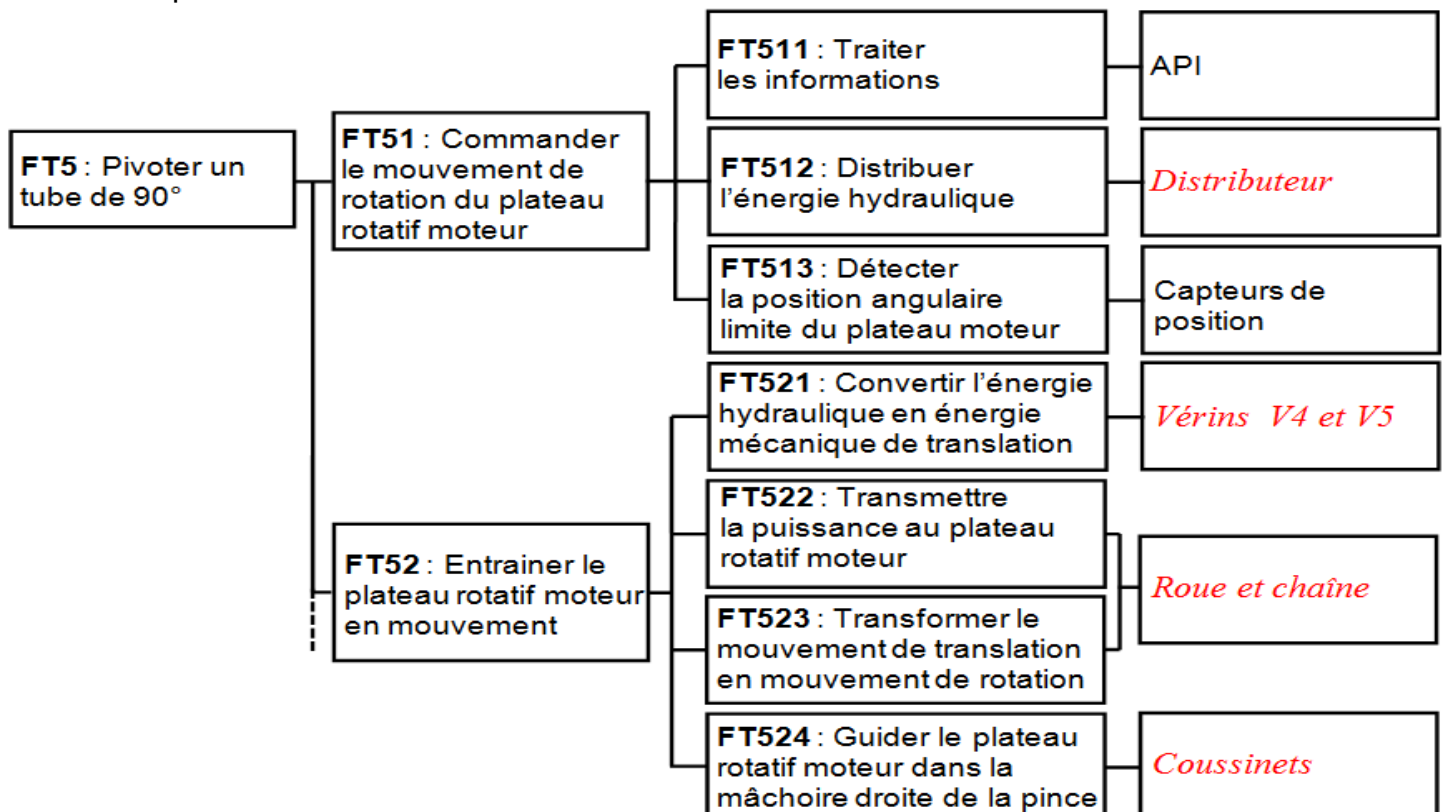 FT5 : Pivoter un
tube de 90°
FT51 : Commander
le mouvement de
rotation du plateau
rotatif moteur
FT511 : Traiter
les informations
API
FT512 : Distribuer
l'énergie hydraulique
Distributeur
FT513 : Détecter
la position angulaire
limite du plateau moteur
Capteurs de
position
FT52 : Entrainer le
plateau rotatif moteur
en mouvement
FT521 : Convertir l'énergie
hydraulique en énergie
mécanique de translation
Vérins V4 et V5
FT522 : Transmettre
la puissance au plateau
rotatif moteur
FT523 : Transformer le
mouvement de translation
en mouvement de rotation
Roue et chaîne
FT524 : Guider le plateau
rotatif moteur dans la
mâchoire droite de la pince
Coussinets